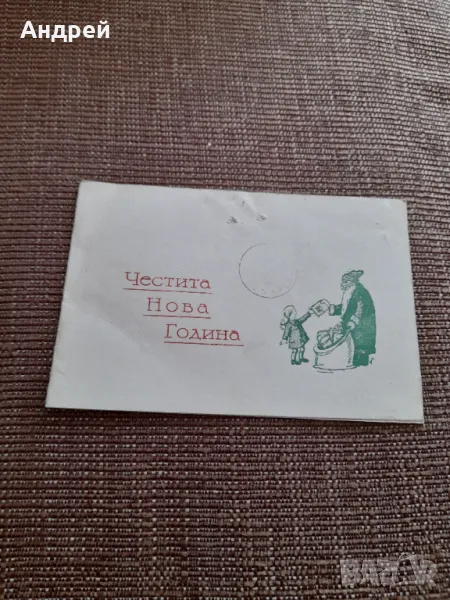 Андрей
Честита
Нова
Година